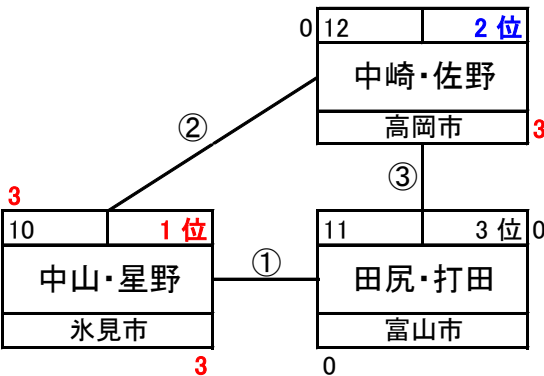 0 12 2 位
中崎・佐野
高岡市 3
②
③
3
10 1 位
11 3 位 0
中山・星野
①
田尻・打田
氷見市
富山市
3
0